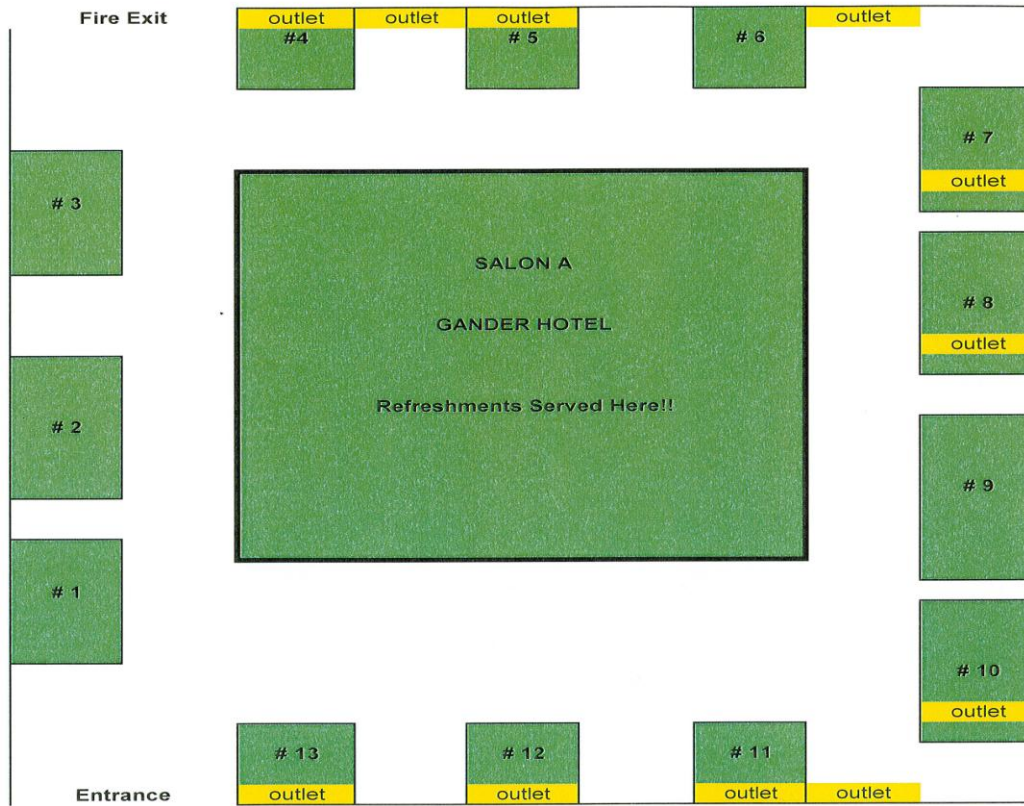 Fire Exit
outlet
outlet
outlet
outlet
#4
# 5
# 6
# 7
outlet
# 3
SALON A
GANDER HOTEL
Refreshments Served Here!!
# 8
outlet
# 2
# 9
# 1
# 10
outlet
# 13
# 12
# 11
Entrance
outlet
outlet
outlet
outlet